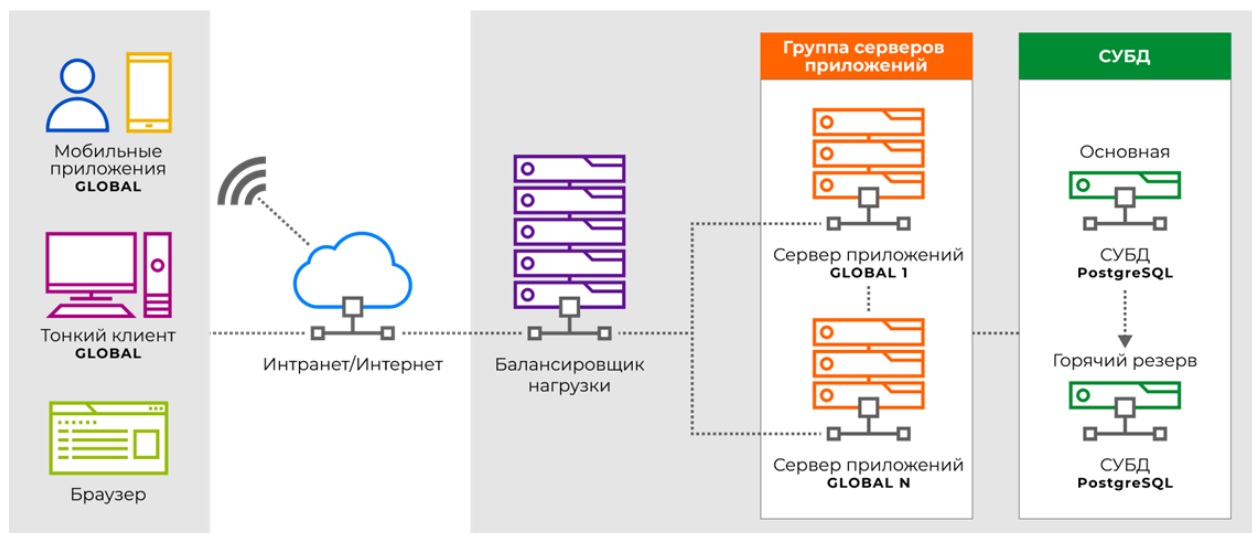 Мобильные
приложения
GLOBAL
Тонкий клиент
GLOBAL
Браузер
Интранет/Интернет
Балансировщик
нагрузки
Группа серверов
приложений
Сервер приложений
GLOBAL 1
Сервер приложений
GLOBAL N
СУБД
Основная
СУБД
PostgreSQL
Горячий резерв
СУБД
PostgreSQL